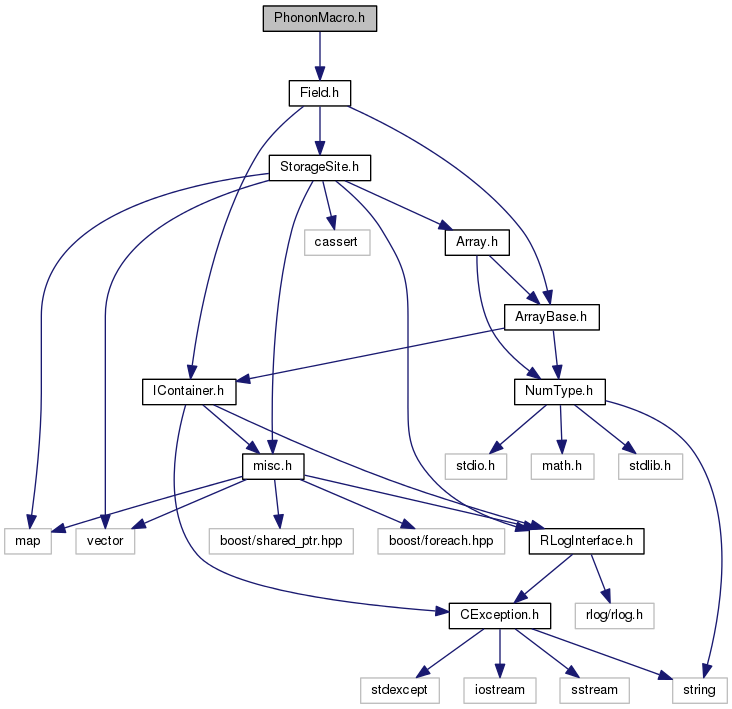 PhononMacro.h
Field.h
StorageSite.h
cassert
Array.h
ArrayBase.h
IContainer.h
NumType.h
misc.h
stdio.h
math.h
stdlib.h
map
vector
boost/shared_ptr.hpp
boost/foreach.hpp
RLogInterface.h
CException.h
rlog/rlog.h
stdexcept
iostream
sstream
string